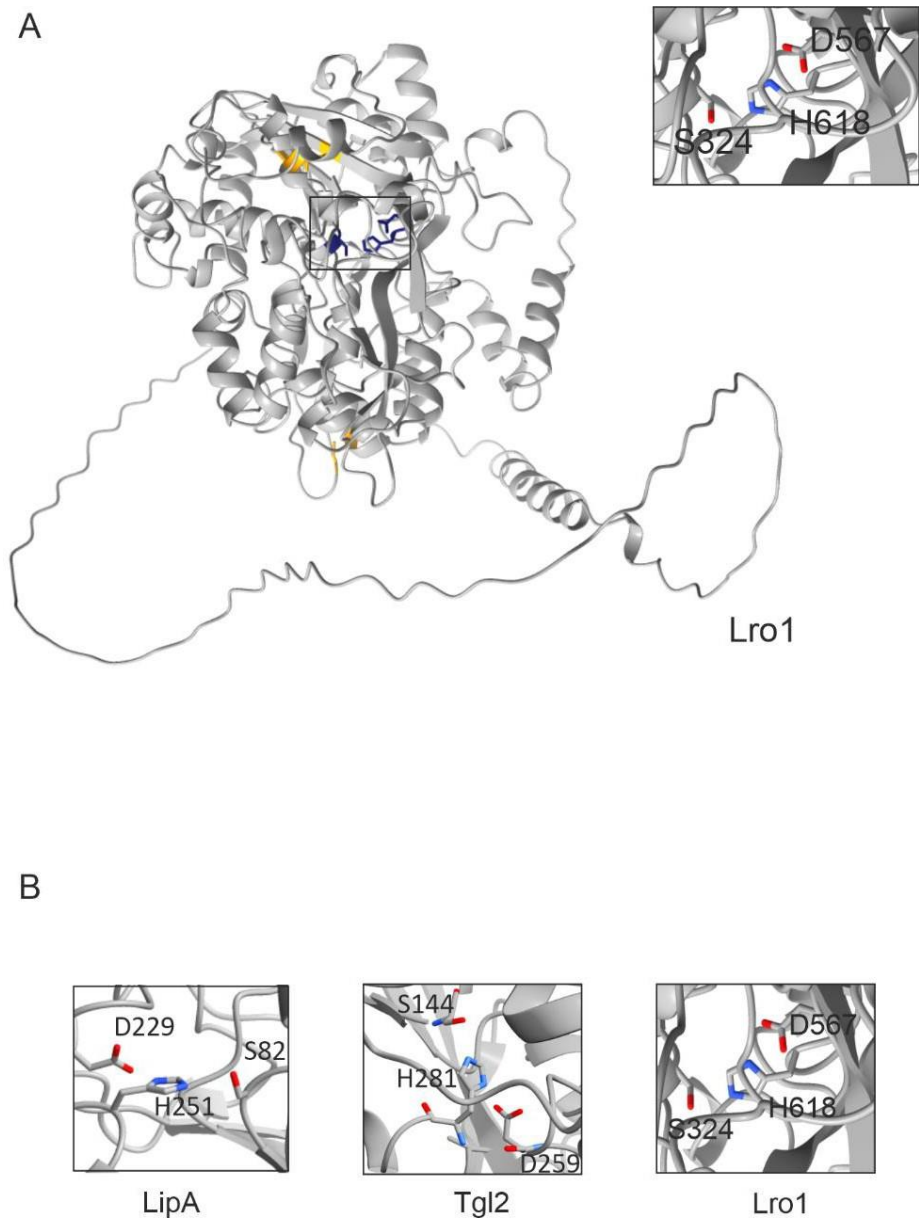 A
D567
H618
S324
Lro1
B
D229
S82
H251
LipA
S144
H281
D259
Tgl2
D567
H618
S324
Lro1